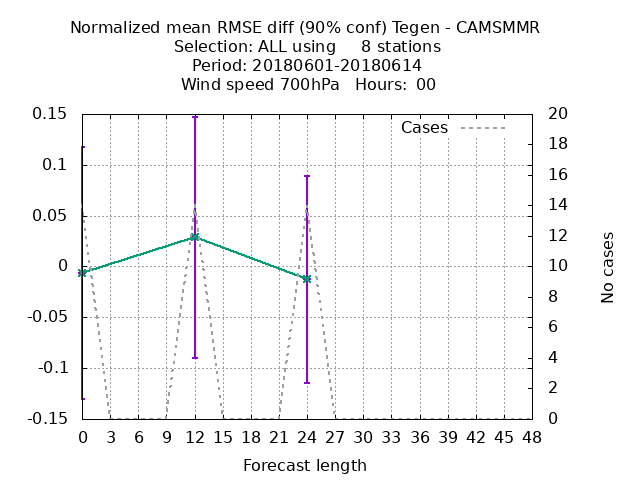 Normalized mean RMSE diff (90% conf) Tegen - CAMSMMR
Selection: ALL using     8 stations
Period: 20180601-20180614
Wind speed 700hPa   Hours: 00
Cases
0.15
0.1
0.05
0
-0.05
-0.1
-0.15
20
18
16
14
12
10
8
6
4
2
0
No cases
0 3 6 9 12 15 18 21 24 27 30 33 36 39 42 45 48
Forecast length